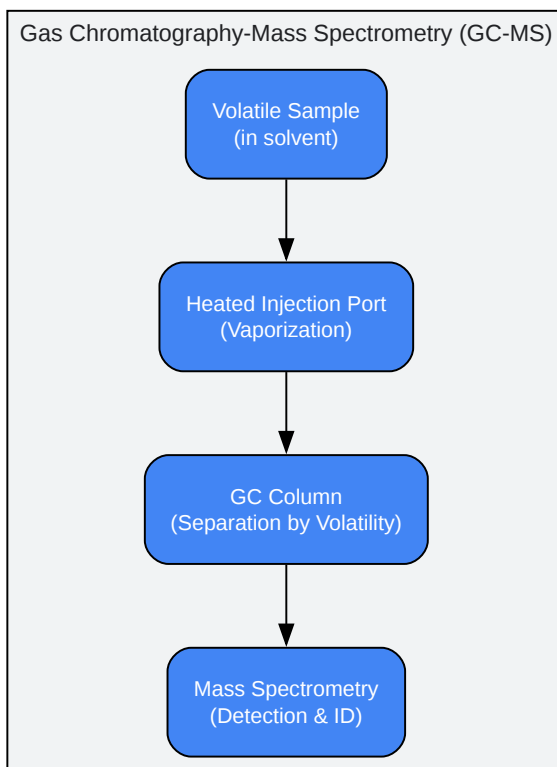 Gas Chromatography-Mass Spectrometry (GC-MS)
Volatile Sample
(in solvent)
Heated Injection Port
(Vaporization)
GC Column
(Separation by Volatility)
Mass Spectrometry
(Detection & ID)